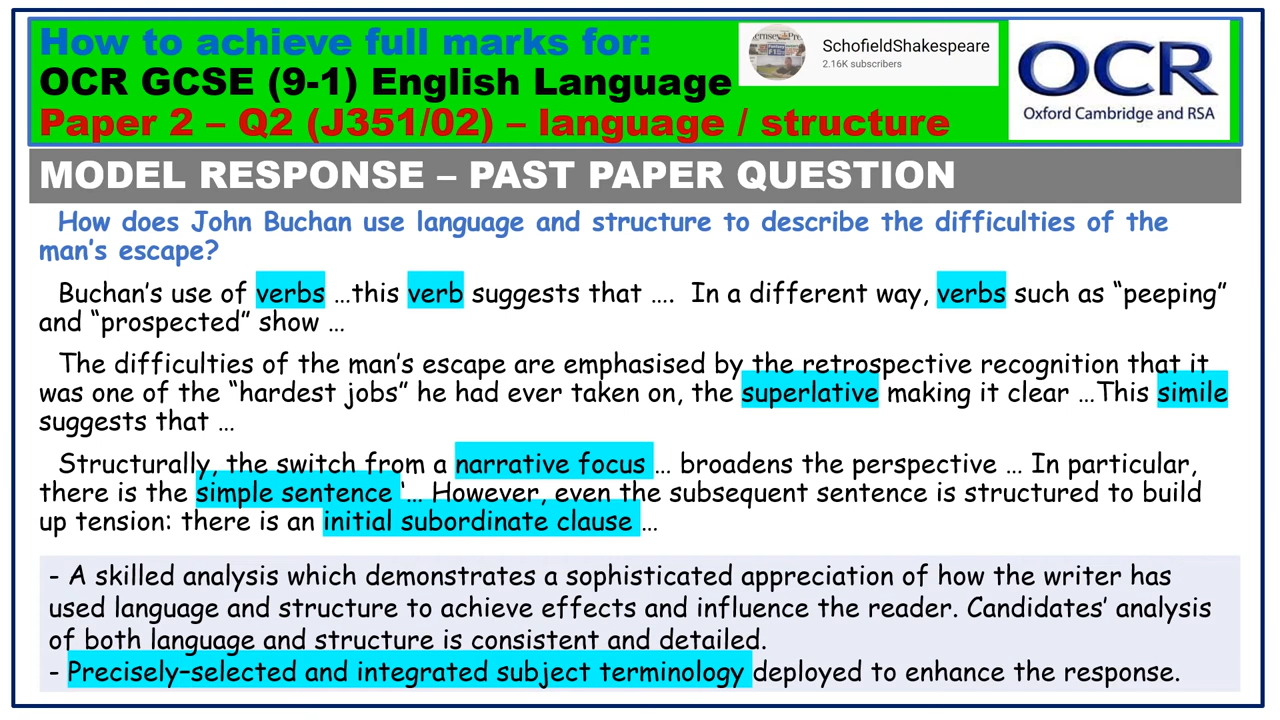 How to achieve full marks for:
OCR GCSE (9-1) English Language
Paper 2 – Q2 (J351/02) – language / structure
SchofieldShakespeare
2.16K subscribers
OCR
Oxford Cambridge and RSA
MODEL RESPONSE – PAST PAPER QUESTION
How does John Buchan use language and structure to describe the difficulties of the
man’s escape?
Buchan’s use of verbs …this verb suggests that …. In a different way, verbs such as “peeping”
and “prospected” show …
The difficulties of the man’s escape are emphasised by the retrospective recognition that it
was one of the “hardest jobs” he had ever taken on, the superlative making it clear …This simile
suggests that …
Structurally, the switch from a narrative focus … broadens the perspective … In particular,
there is the simple sentence ‘… However, even the subsequent sentence is structured to build
up tension: there is an initial subordinate clause …
- A skilled analysis which demonstrates a sophisticated appreciation of how the writer has
used language and structure to achieve effects and influence the reader. Candidates’ analysis
of both language and structure is consistent and detailed.
- Precisely–selected and integrated subject terminology deployed to enhance the response.